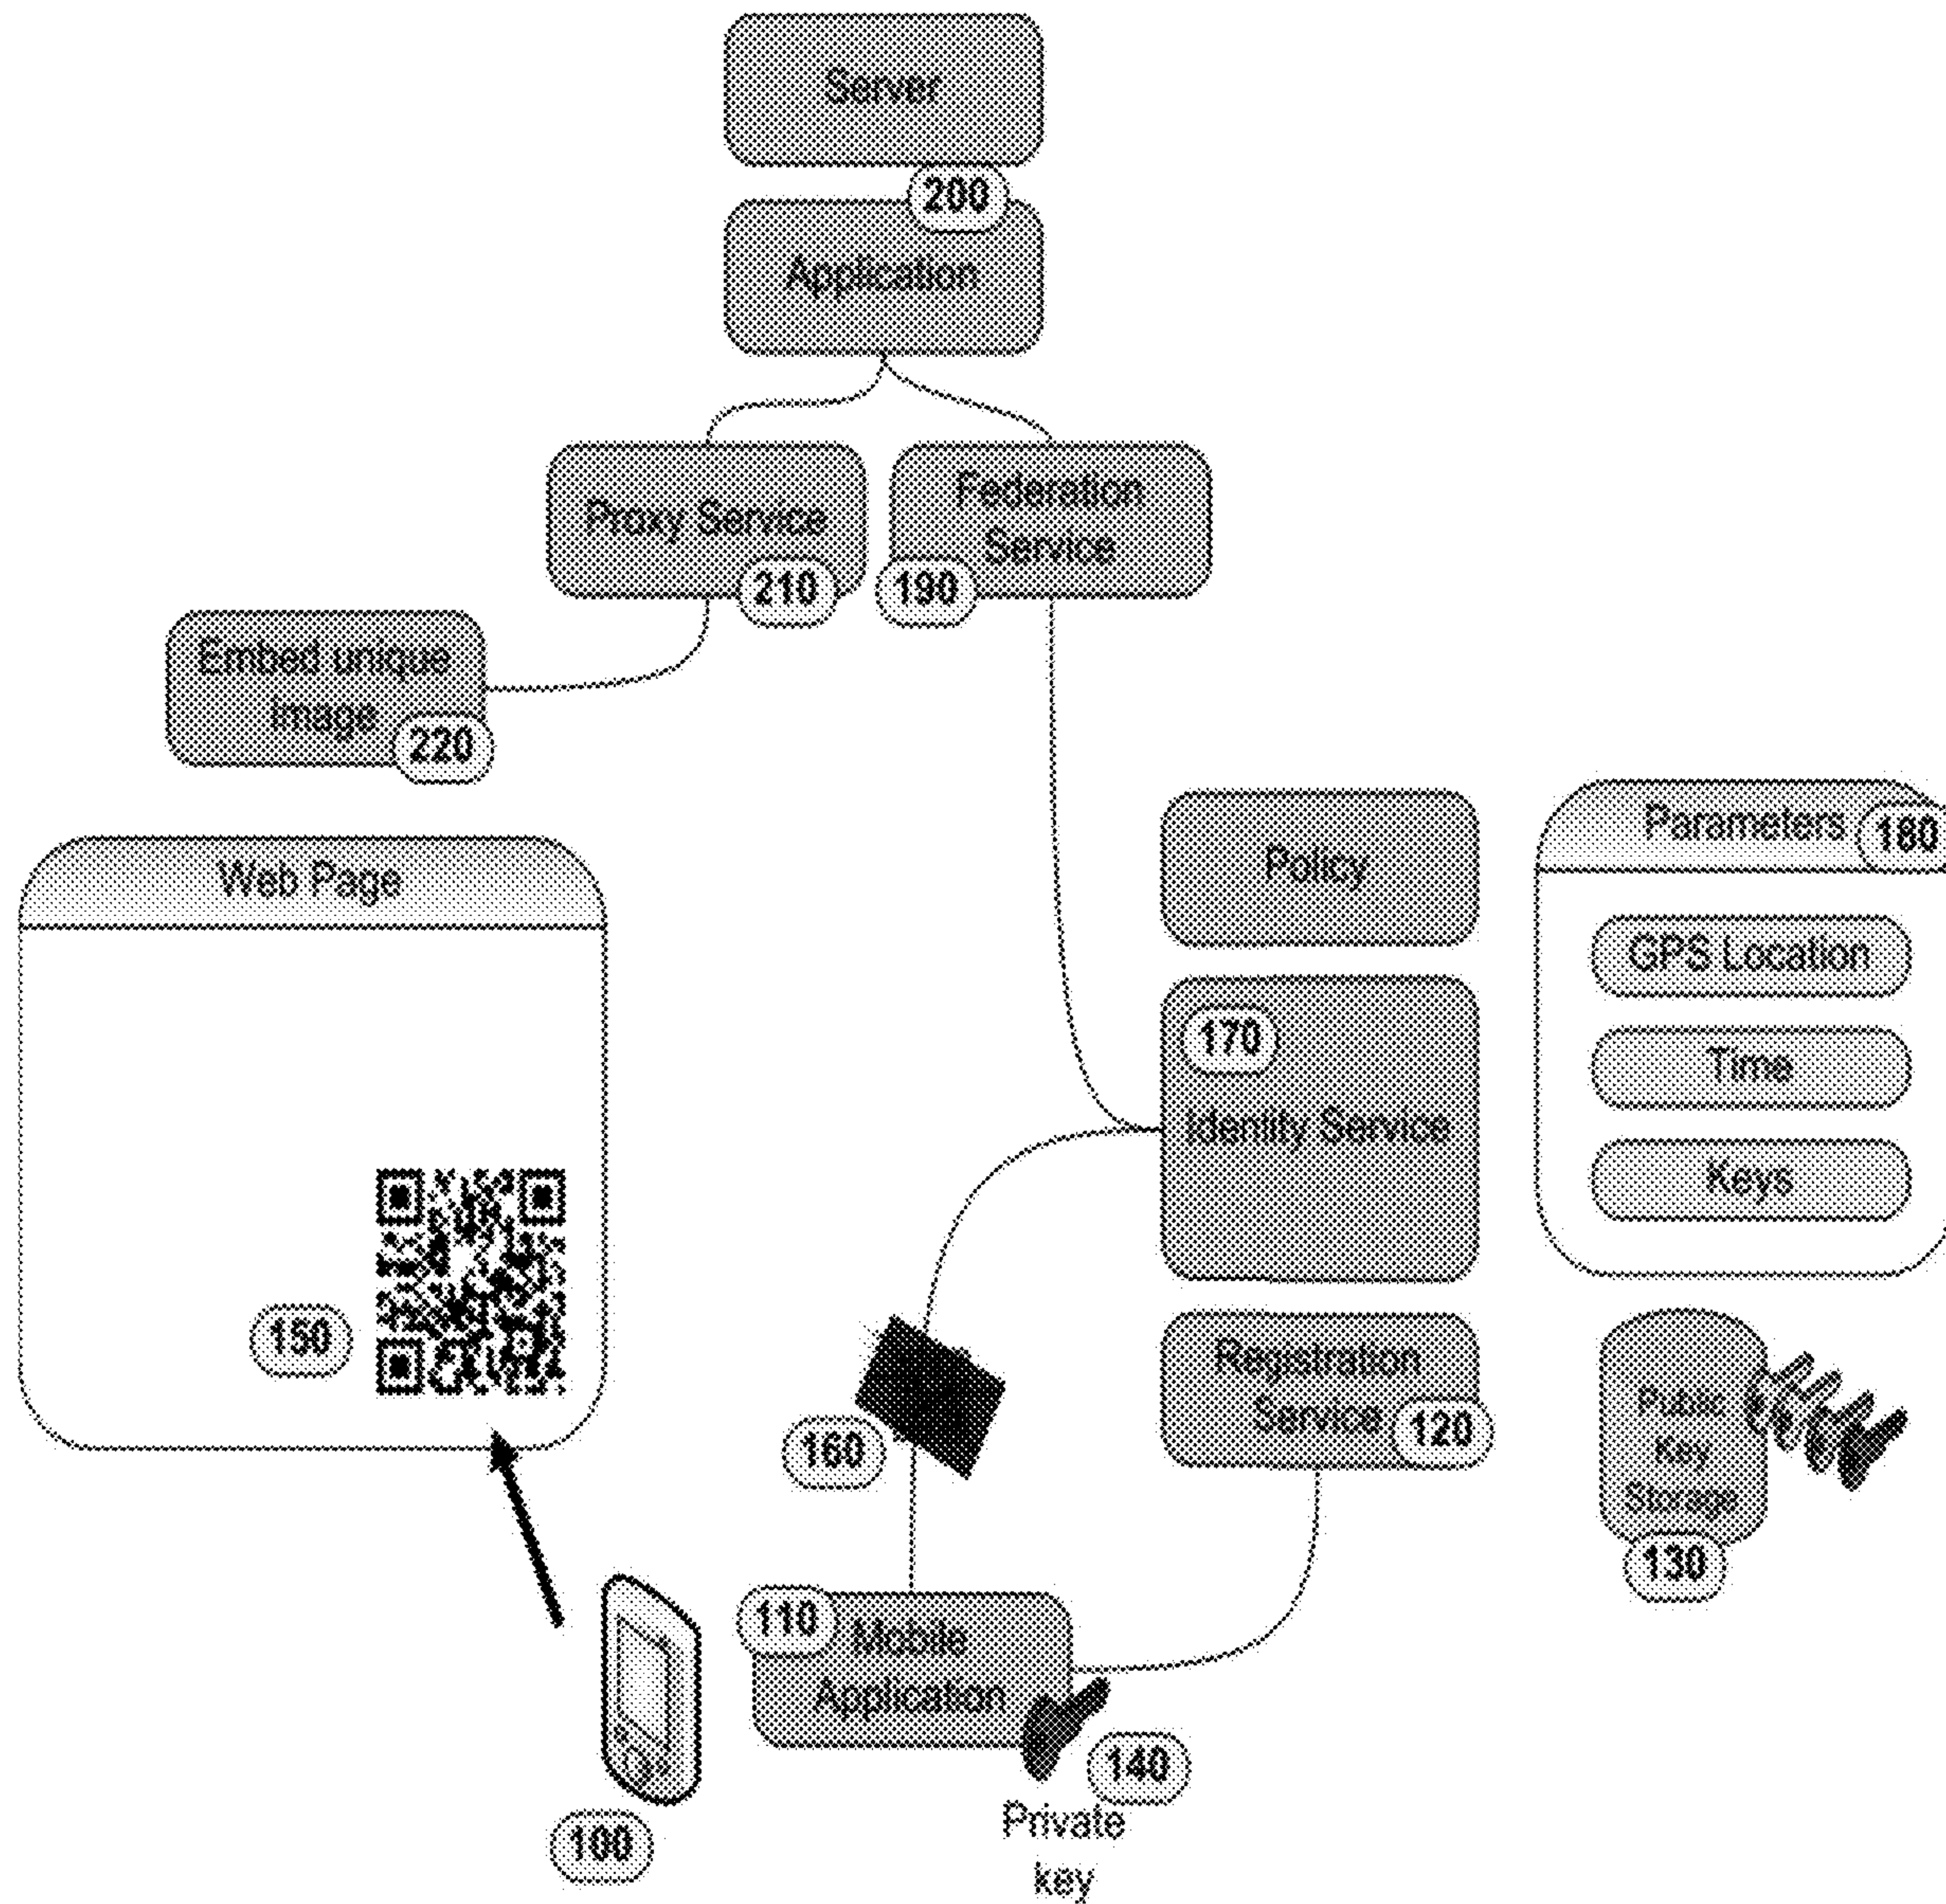 Server
200
Application
Proxy Service
210
Federation
Service
190
Embed unique
Image
220
Web Page
150
Policy
170
Identity Service
Parameters
180
GPS Location
Time
Keys
160
Registration
Service
120
Public
Key
Storage
130
110
Mobile
Application
140
Private
key
100